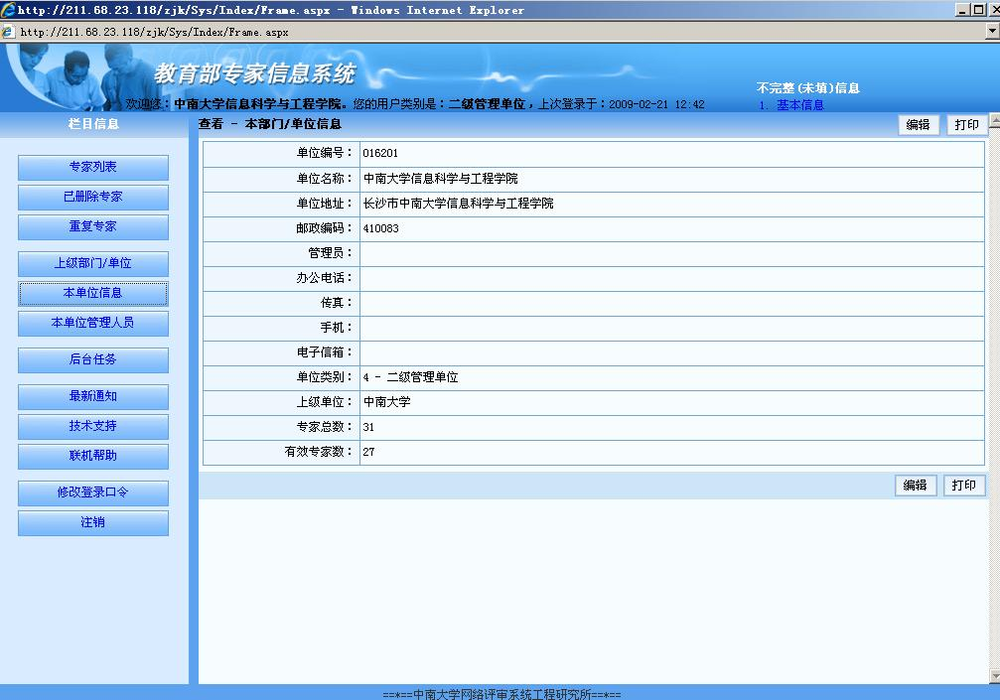 http://211.68.23.118/zjk/Sys/Index/Frame.aspx - Windows Internet Explorer
http://211.68.23.118/zjk/Sys/Index/Frame.aspx
教育部专家信息系统
不完整(未填)信息
欢迎您：中南大学信息科学与工程学院。您的用户类别是：二级管理单位，上次登录于：2009-02-21 12:42
1. 基本信息
栏目信息
查看 - 本部门/单位信息
编辑 打印
专家列表
已删除专家
重复专家
上级部门/单位
本单位信息
本单位管理人员
后台任务
最新通知
技术支持
联机帮助
修改登录口令
注销
单位编号： 016201
单位名称： 中南大学信息科学与工程学院
单位地址： 长沙市中南大学信息科学与工程学院
邮政编码： 410083
管理员：
办公电话：
传真：
手机：
电子信箱：
单位类别： 4 - 二级管理单位
上级单位： 中南大学
专家总数： 31
有效专家数： 27
编辑 打印
==*==中南大学网络评审系统工程研究所==*==